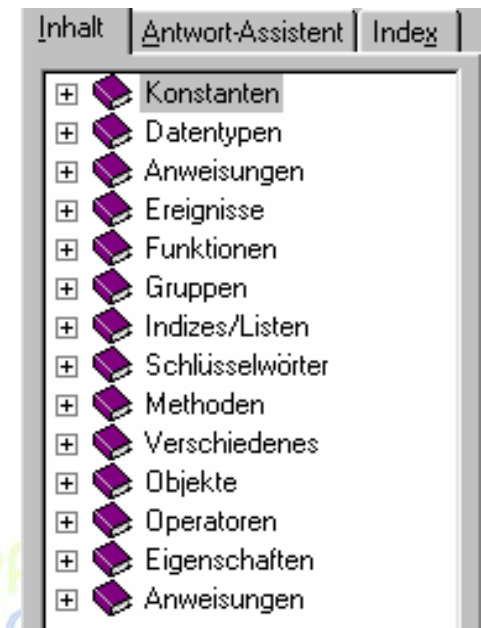 Inhalt Antwort-Assistent Index
Konstanten
Datentypen
Anweisungen
Ereignisse
Funktionen
Gruppen
Indizes/Listen
Schlüsselwörter
Methoden
Verschiedenes
Objekte
Operatoren
Eigenschaften
Anweisungen